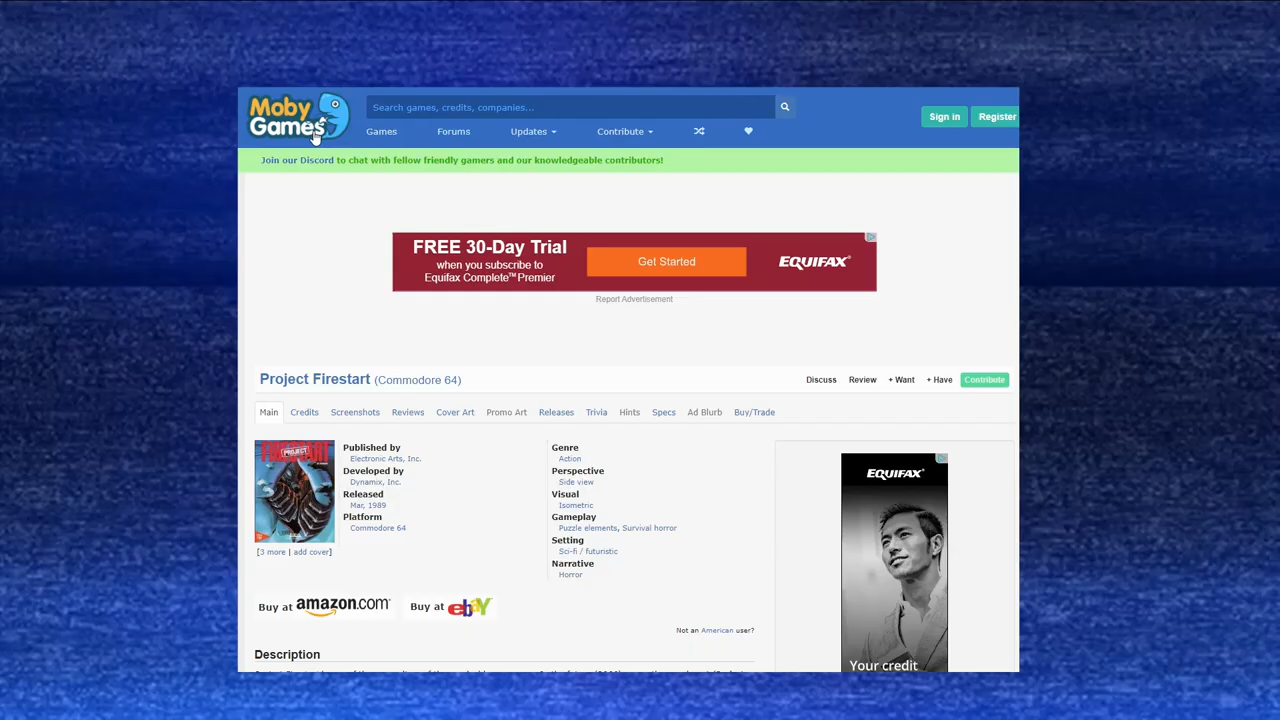 Moby
Games
Search games, credits, companies...
Games Forums Updates Contribute
Sign in Register
Join our Discord to chat with fellow friendly gamers and our knowledgeable contributors!
FREE 30-Day Trial
when you subscribe to
Equifax Complete™ Premier
Get Started
EQUIFAX
Report Advertisement
Project Firestart (Commodore 64)
Discuss Review + Want + Have Contribute
Main Credits Screenshots Reviews Cover Art Promo Art Releases Trivia Hints Specs Ad Blurb Buy/Trade
PROJECT
FIRESTART
Published by
Electronic Arts, Inc.
Developed by
Dynamix, Inc.
Released
Mar, 1989
Platform
Commodore 64
[3 more | add cover]
Genre
Action
Perspective
Side view
Visual
Isometric
Gameplay
Puzzle elements, Survival horror
Setting
Sci-fi / futuristic
Narrative
Horror
EQUIFAX
Your credit
Buy at amazon.com Buy at ebY
Not an American user?
Description